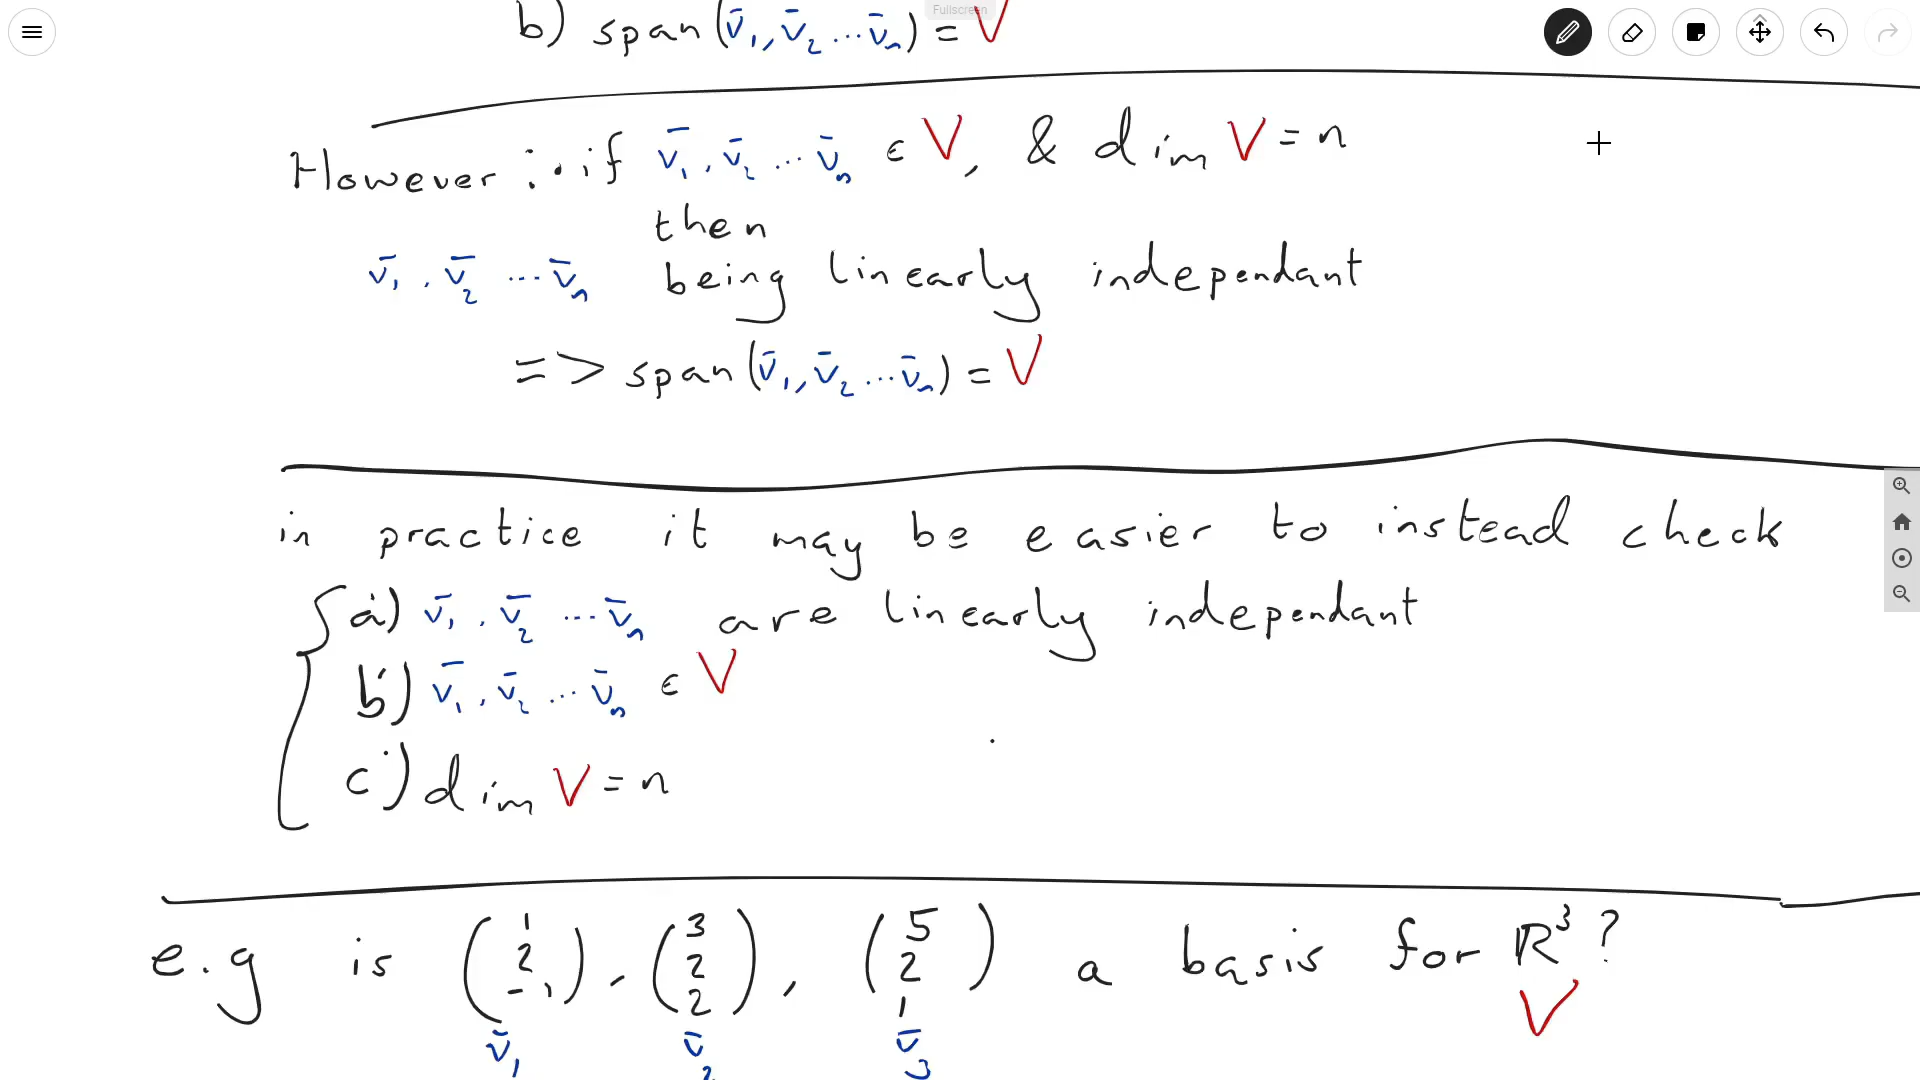 Fullscreen
b) span(v̄₁, v̄₂ ... v̄ₙ) = V
However : • if v̄₁, v̄₂ ... v̄ₙ ∈ V, & dim V = n
then
v̄₁, v̄₂ ... v̄ₙ being linearly independant
=> span(v̄₁, v̄₂ ... v̄ₙ) = V
in practice it may be easier to instead check
a) v̄₁, v̄₂ ... v̄ₙ are linearly independant
b) v̄₁, v̄₂ ... v̄ₙ ∈ V
c) dim V = n
e.g is (1 2 -1), (3 2 2), (5 2 1) a basis for ℝ³?
v̄₁ v̄₂ v̄₃ V